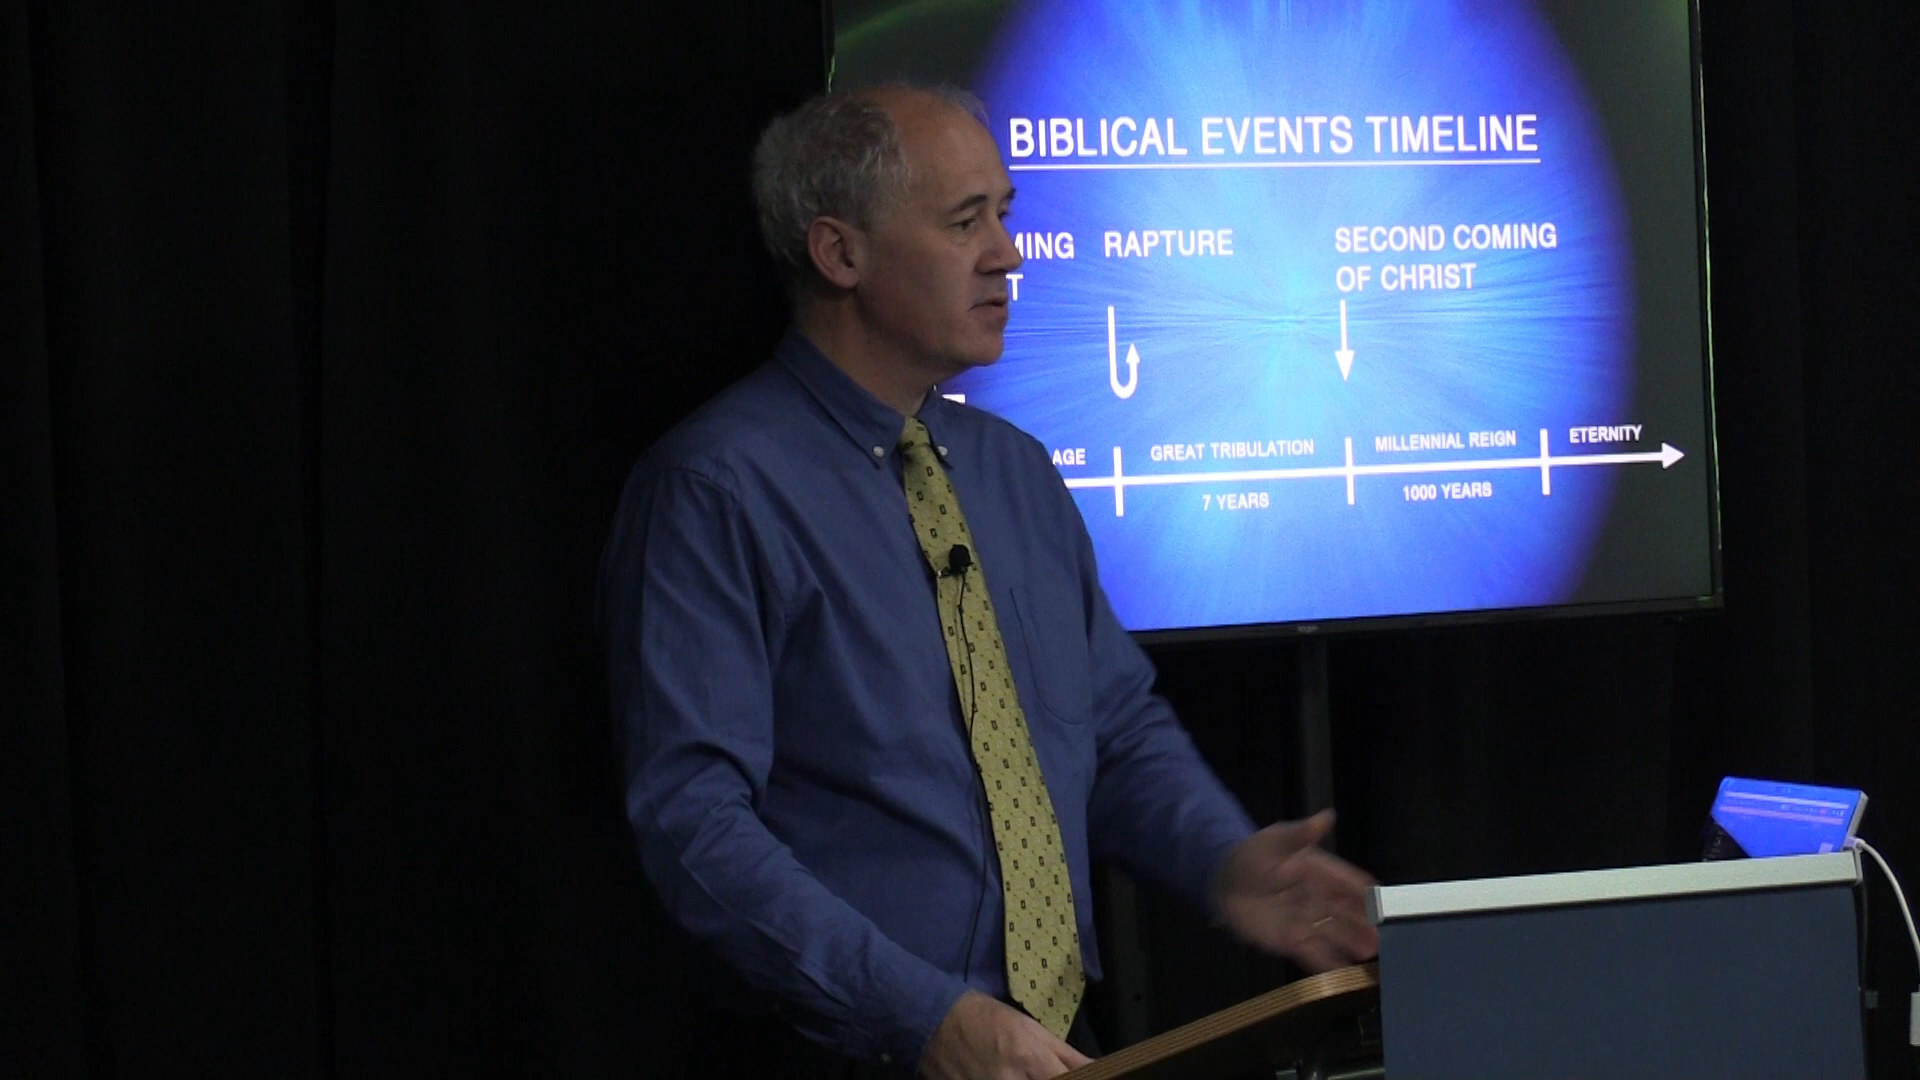 BIBLICAL EVENTS TIMELINE
MING RAPTURE SECOND COMING
T OF CHRIST
AGE GREAT TRIBULATION MILLENNIAL REIGN ETERNITY
7 YEARS 1000 YEARS